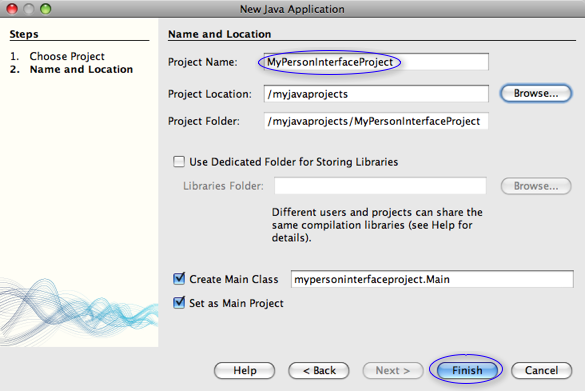 New Java Application
Steps
1. Choose Project
2. Name and Location
Name and Location
Project Name: MyPersonInterfaceProject
Project Location: /myjavaprojects Browse...
Project Folder: /myjavaprojects/MyPersonInterfaceProject
Use Dedicated Folder for Storing Libraries
Libraries Folder: Browse...
Different users and projects can share the
same compilation libraries (see Help for
details).
Create Main Class mypersoninterfaceproject.Main
Set as Main Project
Help < Back Next > Finish Cancel